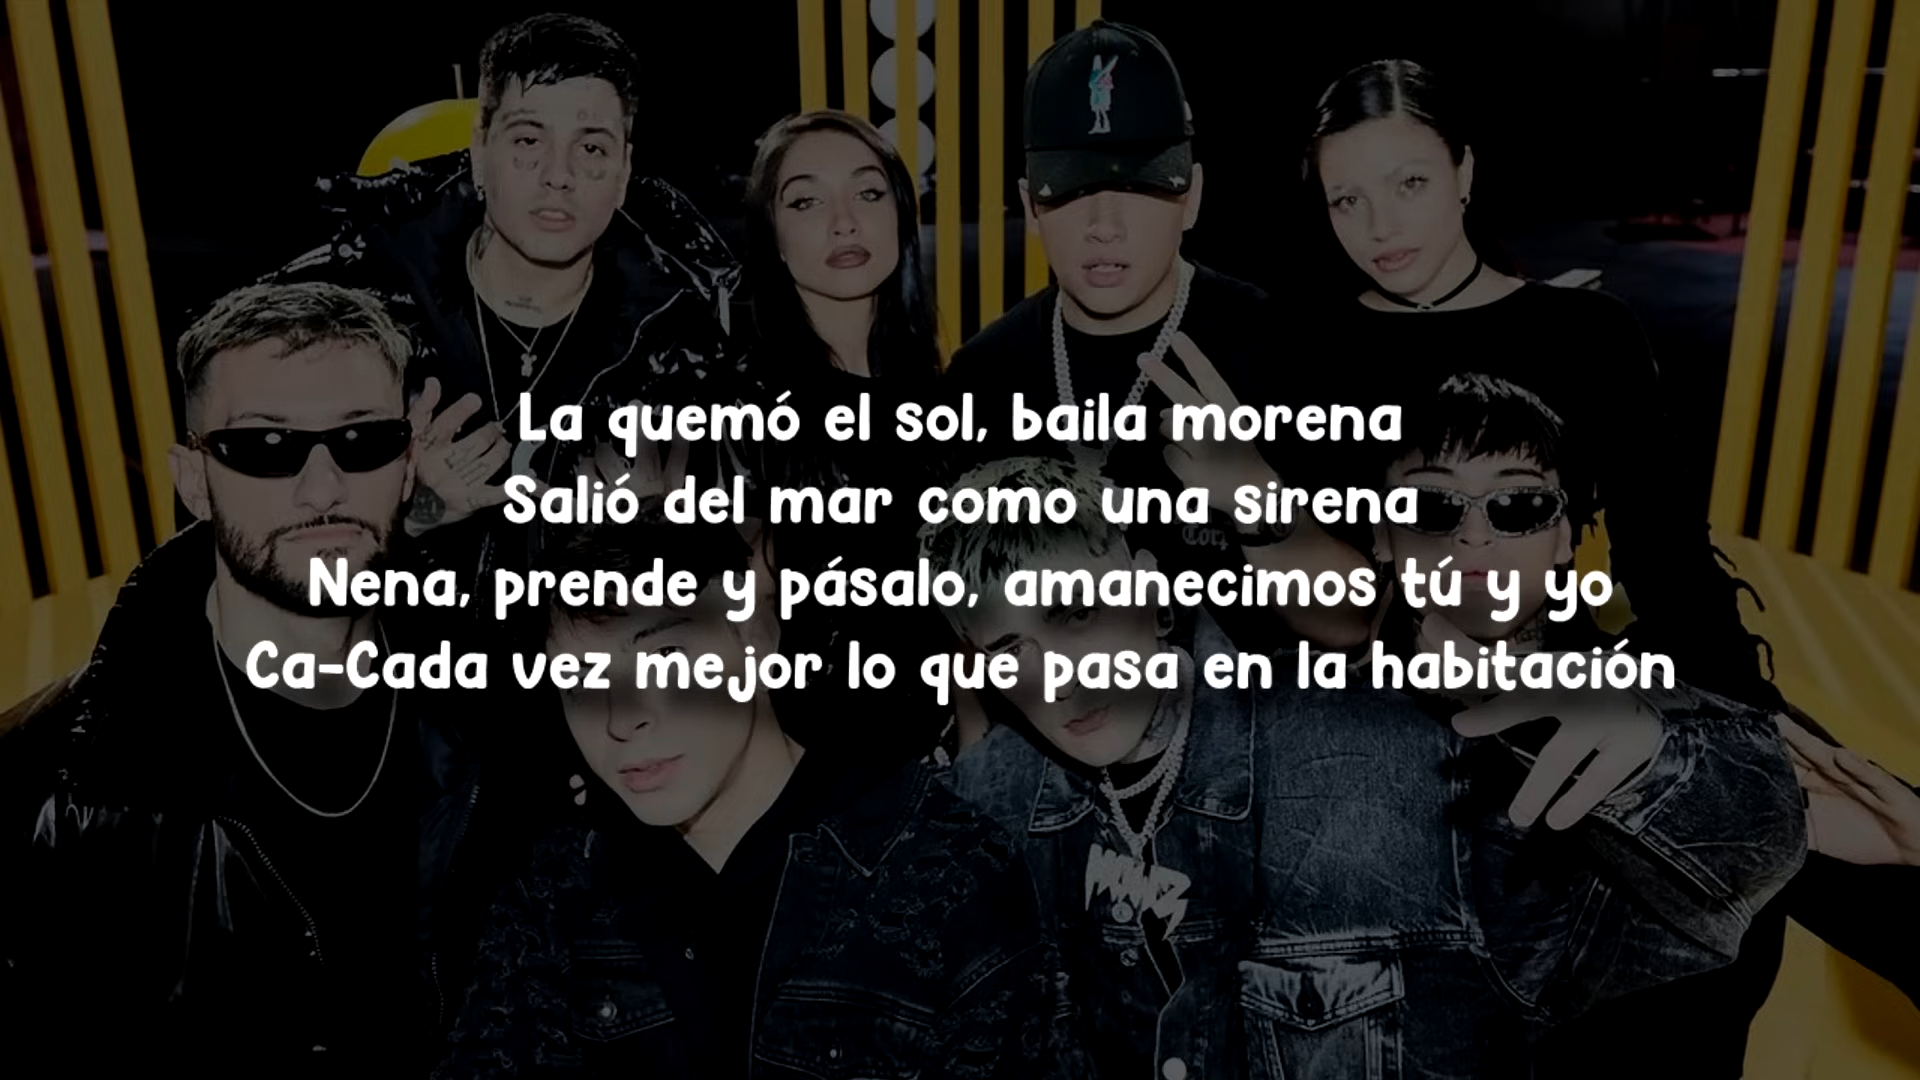 La quemó el sol, baila morena
Salió del mar como una sirena
Nena, prende y pásalo, amanecimos tú y yo
Ca-Cada vez mejor lo que pasa en la habitación